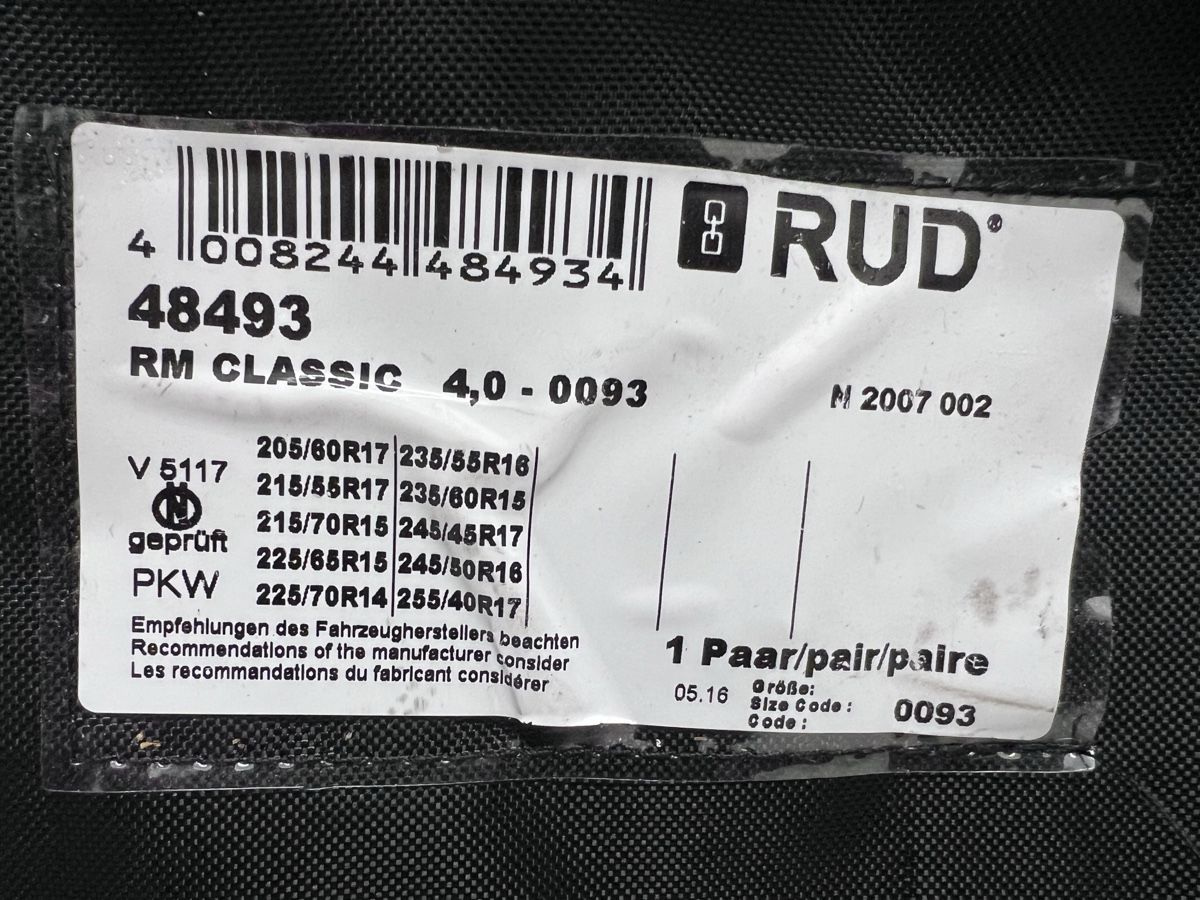 4 008244 484934
RUD®
48493
RM CLASSIC 4,0 - 0093
N 2007 002
V 5117
N
geprüft
PKW
205/60R17 235/55R16
215/55R17 235/60R15
215/70R15 245/45R17
225/65R15 245/50R16
225/70R14 255/40R17
Empfehlungen des Fahrzeugherstellers beachten
Recommendations of the manufacturer consider
Les recommandations du fabricant considérer
1 Paar/pair/paire
05.16
Größe:
Size Code: 0093
Code: